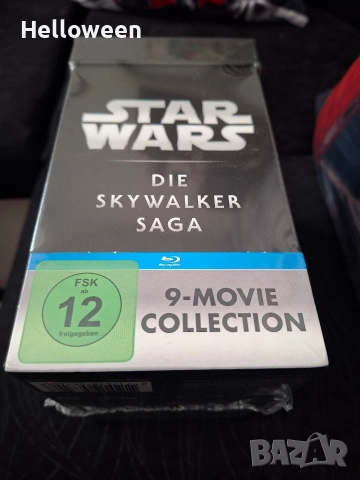 Helloween
STAR
WARS
DIE
SKYWALKER
SAGA
FSK
ab
12
freigegeben
9-MOVIE
COLLECTION
BAZAR